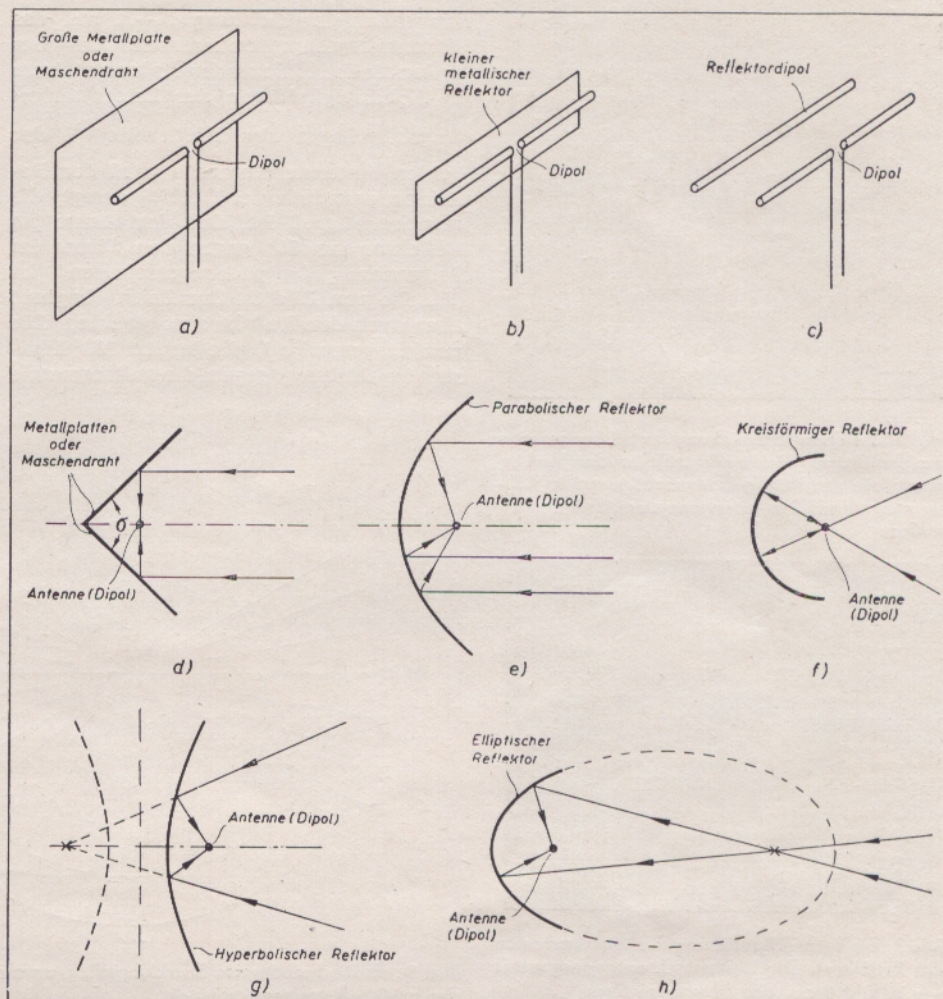 Große Metallplatte
oder
Maschendraht
Dipol
a)
kleiner
metallischer
Reflektor
Dipol
b)
Reflektordipol
Dipol
c)
Metallplatten
oder
Maschendraht
σ
Antenne (Dipol)
d)
Parabolischer Reflektor
Antenne (Dipol)
e)
Kreisförmiger Reflektor
Antenne
(Dipol)
f)
Antenne (Dipol)
Hyperbolischer Reflektor
g)
Elliptischer
Reflektor
Antenne
(Dipol)
h)